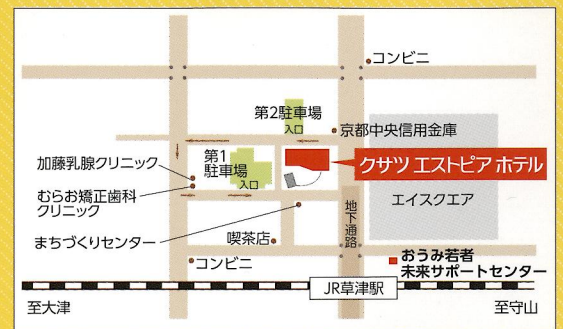 コンビニ
第2駐車場
入口
京都中央信用金庫
加藤乳腺クリニック
第1
駐車場
入口
クサツ エストピア ホテル
むらお矯正歯科
クリニック
エイスクエア
地下通路
まちづくりセンター
喫茶店
コンビニ
おうみ若者
未来サポートセンター
JR草津駅
至大津
至守山